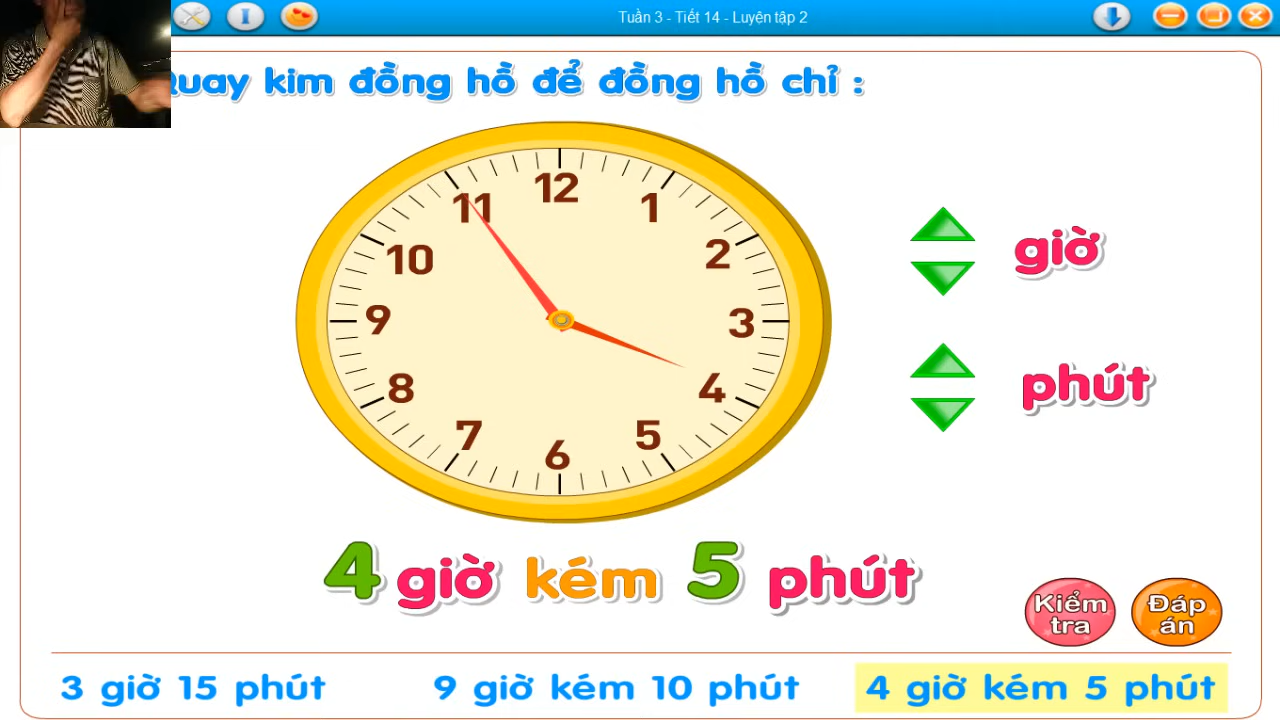 Tuần 3 - Tiết 14 - Luyện tập 2
Quay kim đồng hồ để đồng hồ chỉ :
12
11
1
10
2
9
3
8
4
7
5
6
giờ
phút
4 giờ kém 5 phút
Kiểm tra
Đáp án
3 giờ 15 phút
9 giờ kém 10 phút
4 giờ kém 5 phút